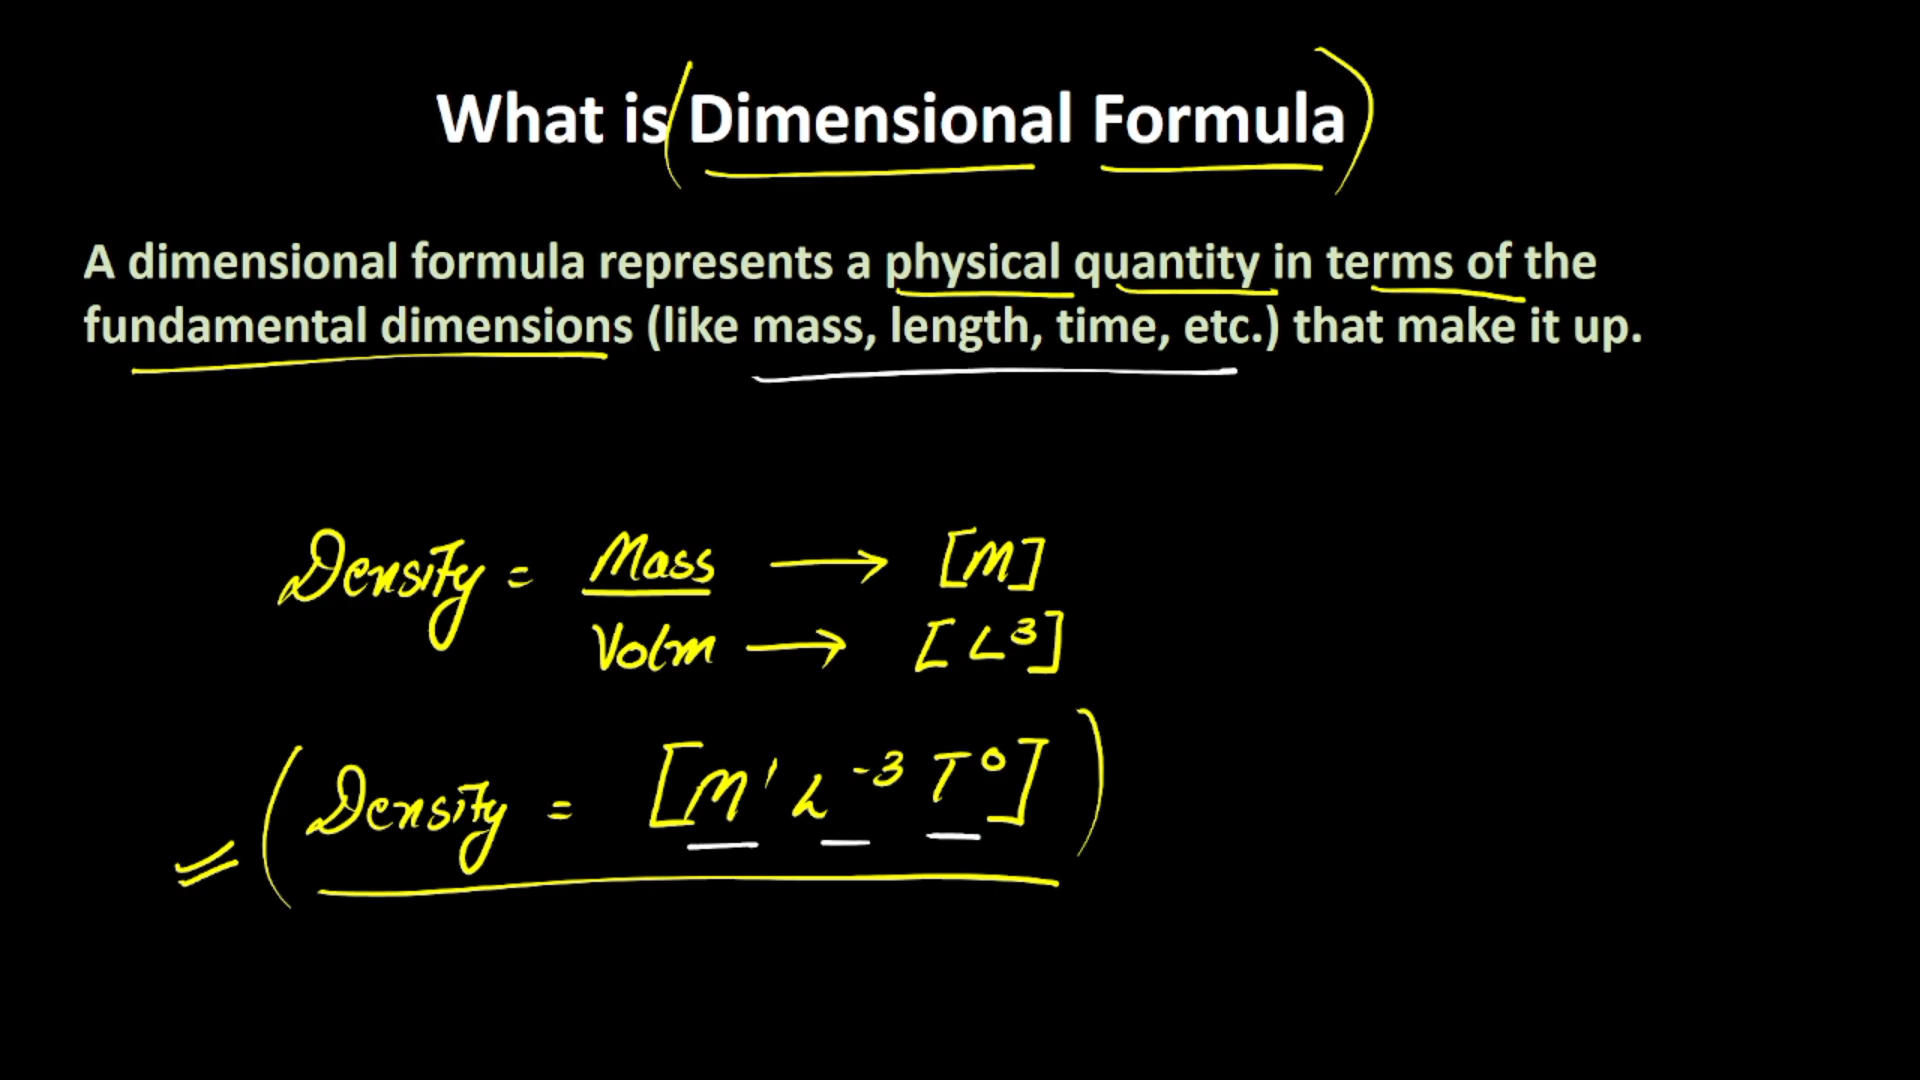 What is (Dimensional Formula)
A dimensional formula represents a physical quantity in terms of the
fundamental dimensions (like mass, length, time, etc.) that make it up.
Density = Mass → [M]
Volm → [L³]
(Density = [M¹ L⁻³ T⁰])